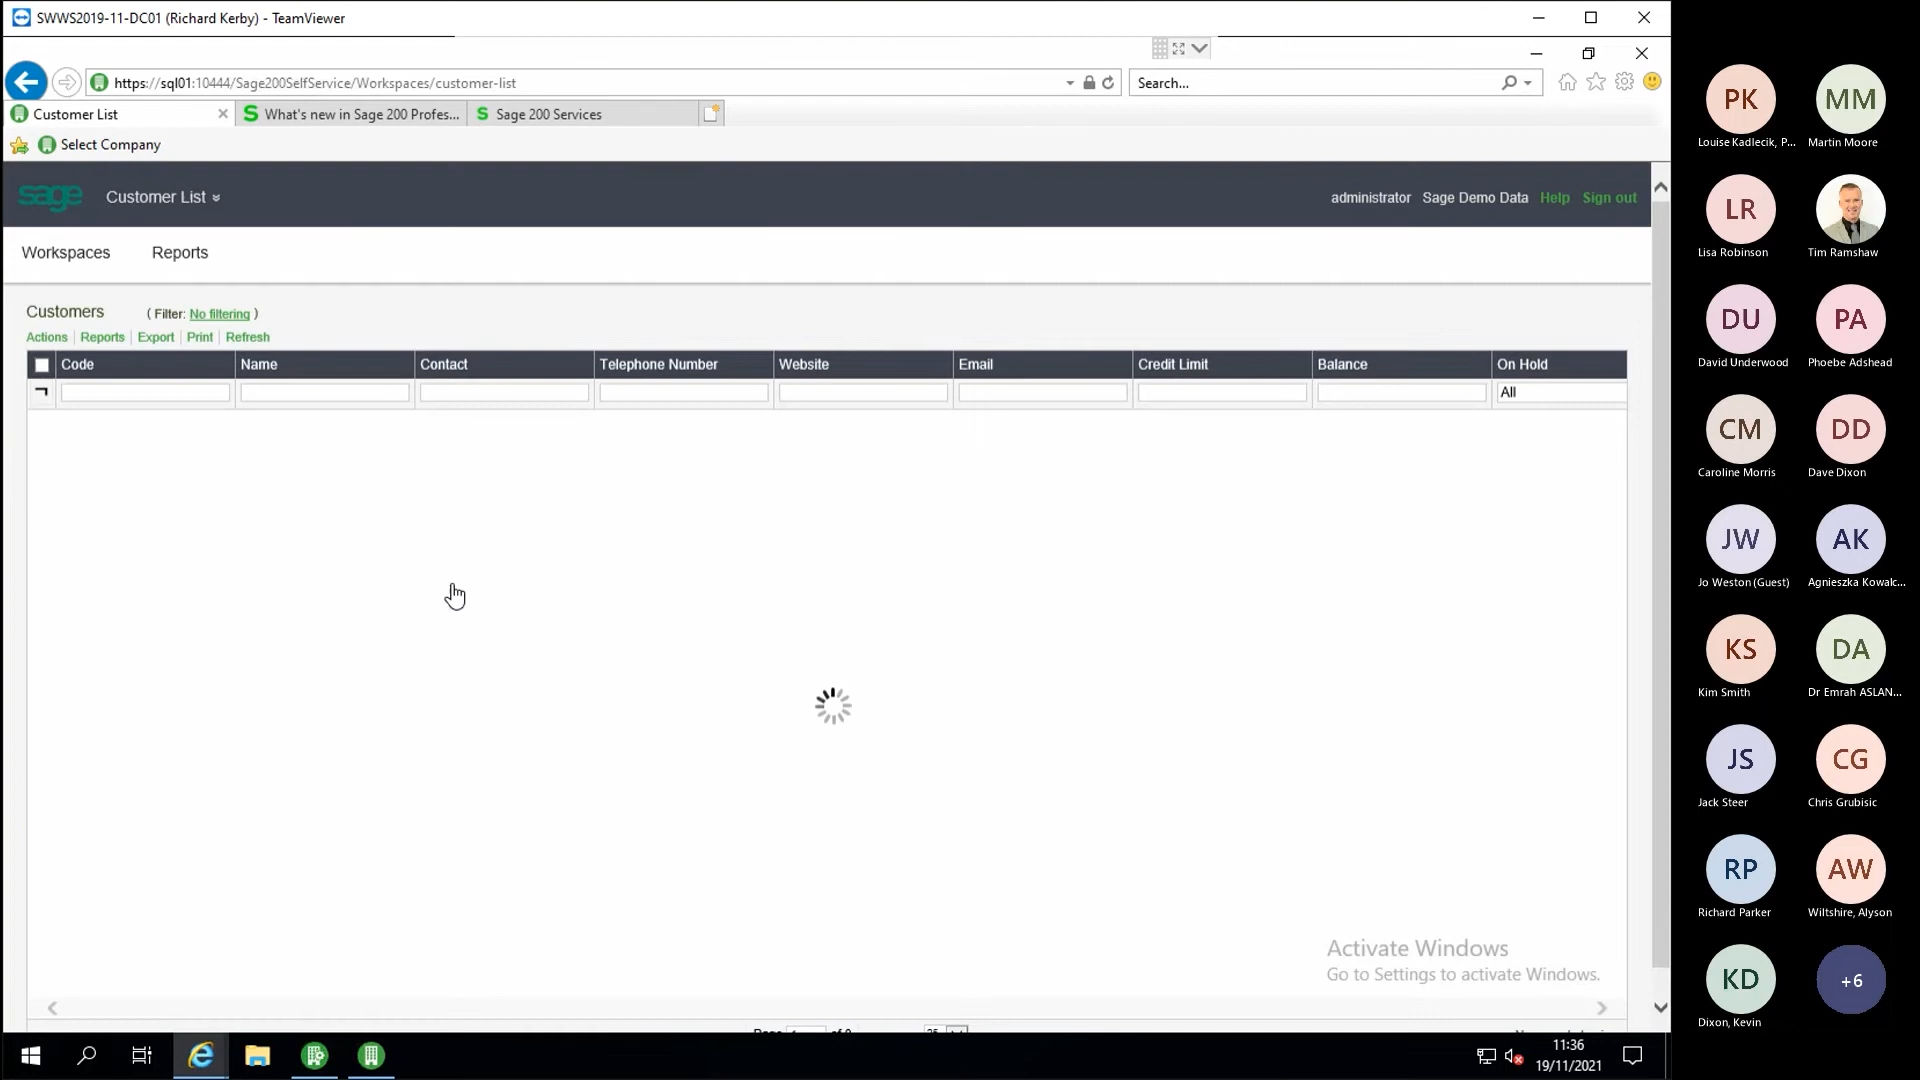 SWWS2019-11-DC01 (Richard Kerby) - TeamViewer
https://sql01:10444/Sage200SelfService/Workspaces/customer-list
Search...
Customer List
What's new in Sage 200 Profes...
Sage 200 Services
Select Company
sage
Customer List
administrator
Sage Demo Data
Help
Sign out
Workspaces
Reports
Customers
( Filter: No filtering )
Actions
Reports
Export
Print
Refresh
Code
Name
Contact
Telephone Number
Website
Email
Credit Limit
Balance
On Hold
All
Activate Windows
Go to Settings to activate Windows.
Page
11:36
19/11/2021
PK
Louise Kadlecik, P...
MM
Martin Moore
LR
Lisa Robinson
Tim Ramshaw
DU
David Underwood
PA
Phoebe Adshead
CM
Caroline Morris
DD
Dave Dixon
JW
Jo Weston (Guest)
AK
Agnieszka Kowalc...
KS
Kim Smith
DA
Dr Emrah ASLAN...
JS
Jack Steer
CG
Chris Grubisic
RP
Richard Parker
AW
Wiltshire, Alyson
KD
Dixon, Kevin
+6